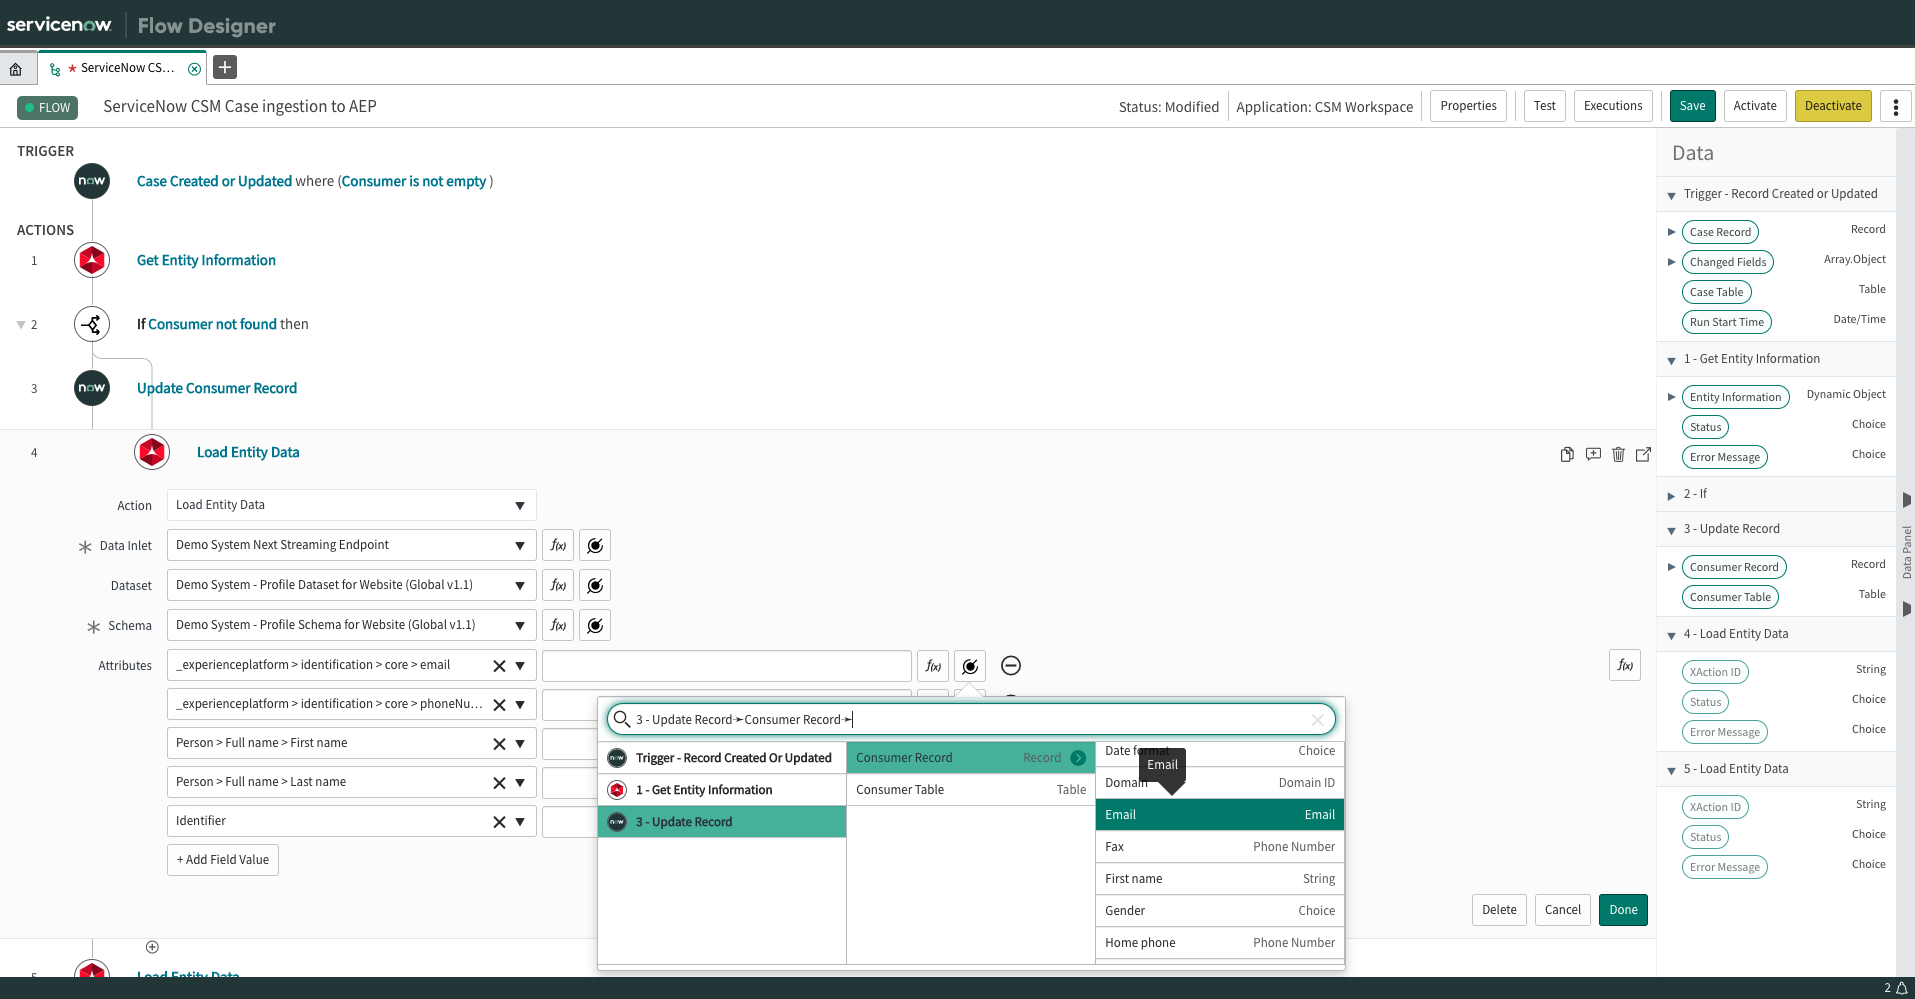 servicenow Flow Designer
* ServiceNow CS...
FLOW ServiceNow CSM Case ingestion to AEP Status: Modified Application: CSM Workspace Properties Test Executions Save Activate Deactivate
TRIGGER
now Case Created or Updated where (Consumer is not empty )
ACTIONS
1 Get Entity Information
2 If Consumer not found then
3 now Update Consumer Record
4 Load Entity Data
Action Load Entity Data
* Data Inlet Demo System Next Streaming Endpoint f(x)
Dataset Demo System - Profile Dataset for Website (Global v1.1) f(x)
* Schema Demo System - Profile Schema for Website (Global v1.1) f(x)
Attributes _experienceplatform > identification > core > email f(x) f(x)
_experienceplatform > identification > core > phoneNu...
Person > Full name > First name
Person > Full name > Last name
Identifier
+ Add Field Value
3 - Update Record➛Consumer Record➛
now Trigger - Record Created Or Updated
1 - Get Entity Information
now 3 - Update Record
Consumer Record Record
Consumer Table Table
Date format Choice
Email
Domain Domain ID
Email Email
Fax Phone Number
First name String
Gender Choice
Home phone Phone Number
Delete Cancel Done
5 Load Entity Data
Data
Trigger - Record Created or Updated
Case Record Record
Changed Fields Array.Object
Case Table Table
Run Start Time Date/Time
1 - Get Entity Information
Entity Information Dynamic Object
Status Choice
Error Message Choice
2 - If
3 - Update Record
Consumer Record Record
Consumer Table Table
4 - Load Entity Data
XAction ID String
Status Choice
Error Message Choice
5 - Load Entity Data
XAction ID String
Status Choice
Error Message Choice
Data Panel
2